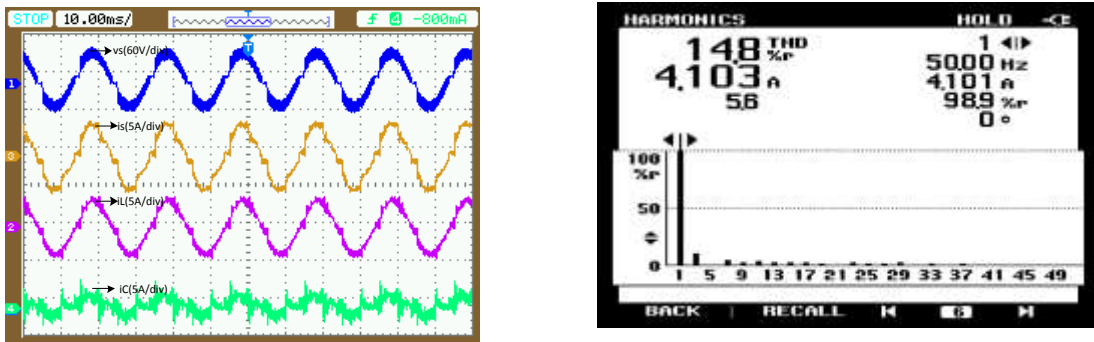 STOP 10.00ms/ f 4 -800mA
T
T
vs(60V/div)
1
is(5A/div)
3
iL(5A/div)
2
iC(5A/div)
4
HARMONICS HOLD
14.8 THD %r
4.103 A
5.6
1
50.00 Hz
4.101 A
98.9 %r
0 °
100
%r
50
0
1 5 9 13 17 21 25 29 33 37 41 45 49
BACK RECALL 6